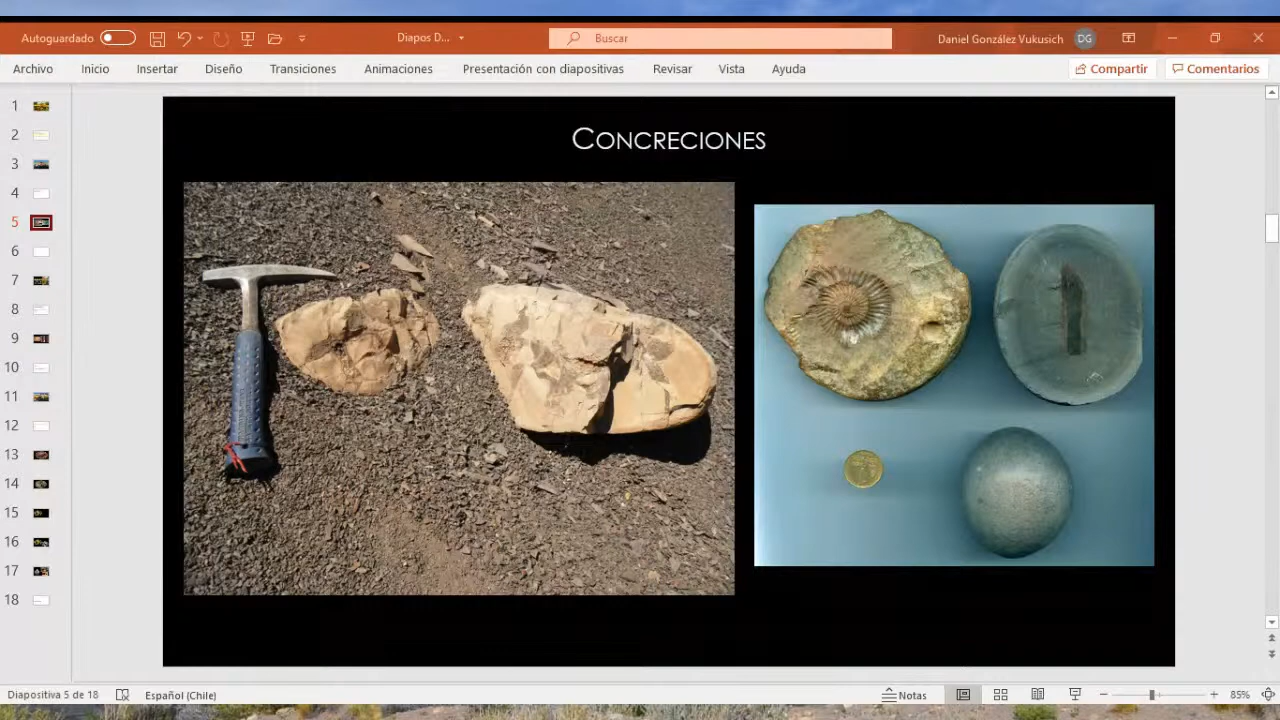 Autoguardado
Diapos D...
Buscar
Daniel González Vukusich
DG
Archivo
Inicio
Insertar
Diseño
Transiciones
Animaciones
Presentación con diapositivas
Revisar
Vista
Ayuda
Compartir
Comentarios
1
2
3
4
5
6
7
8
9
10
11
12
13
14
15
16
17
18
CONCRECIONES
Diapositiva 5 de 18
Español (Chile)
Notas
85%